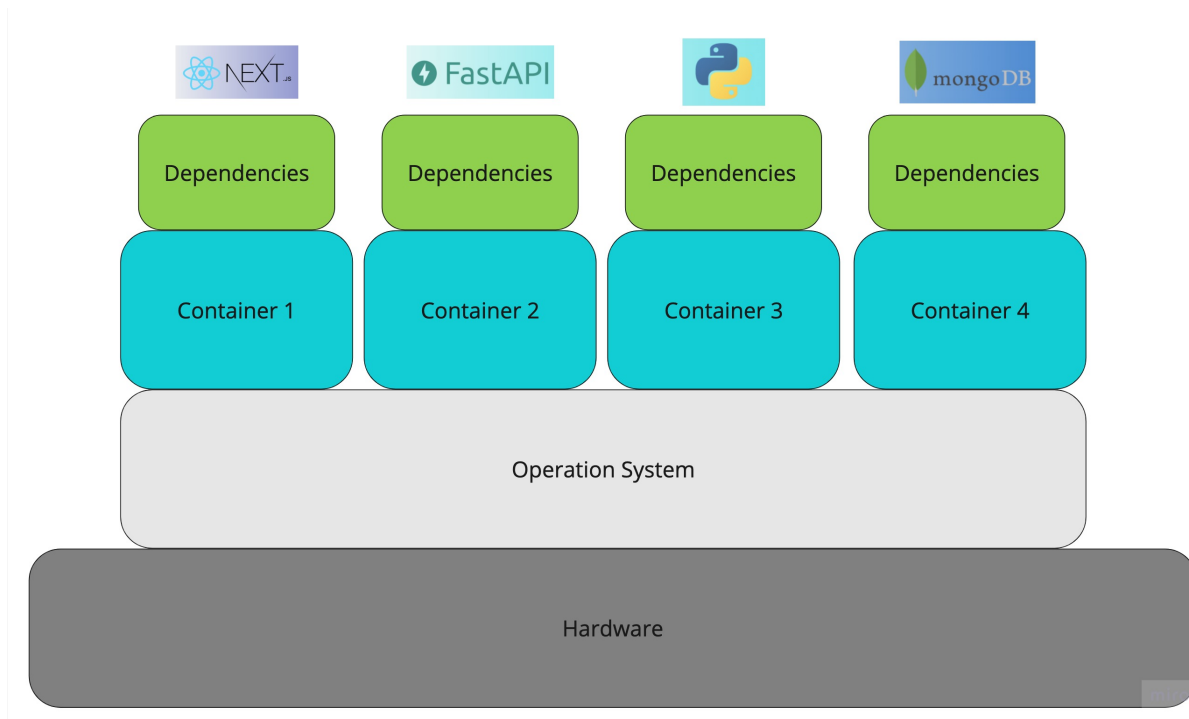 NEXT.JS
FastAPI
mongoDB
Dependencies
Dependencies
Dependencies
Dependencies
Container 1
Container 2
Container 3
Container 4
Operation System
Hardware